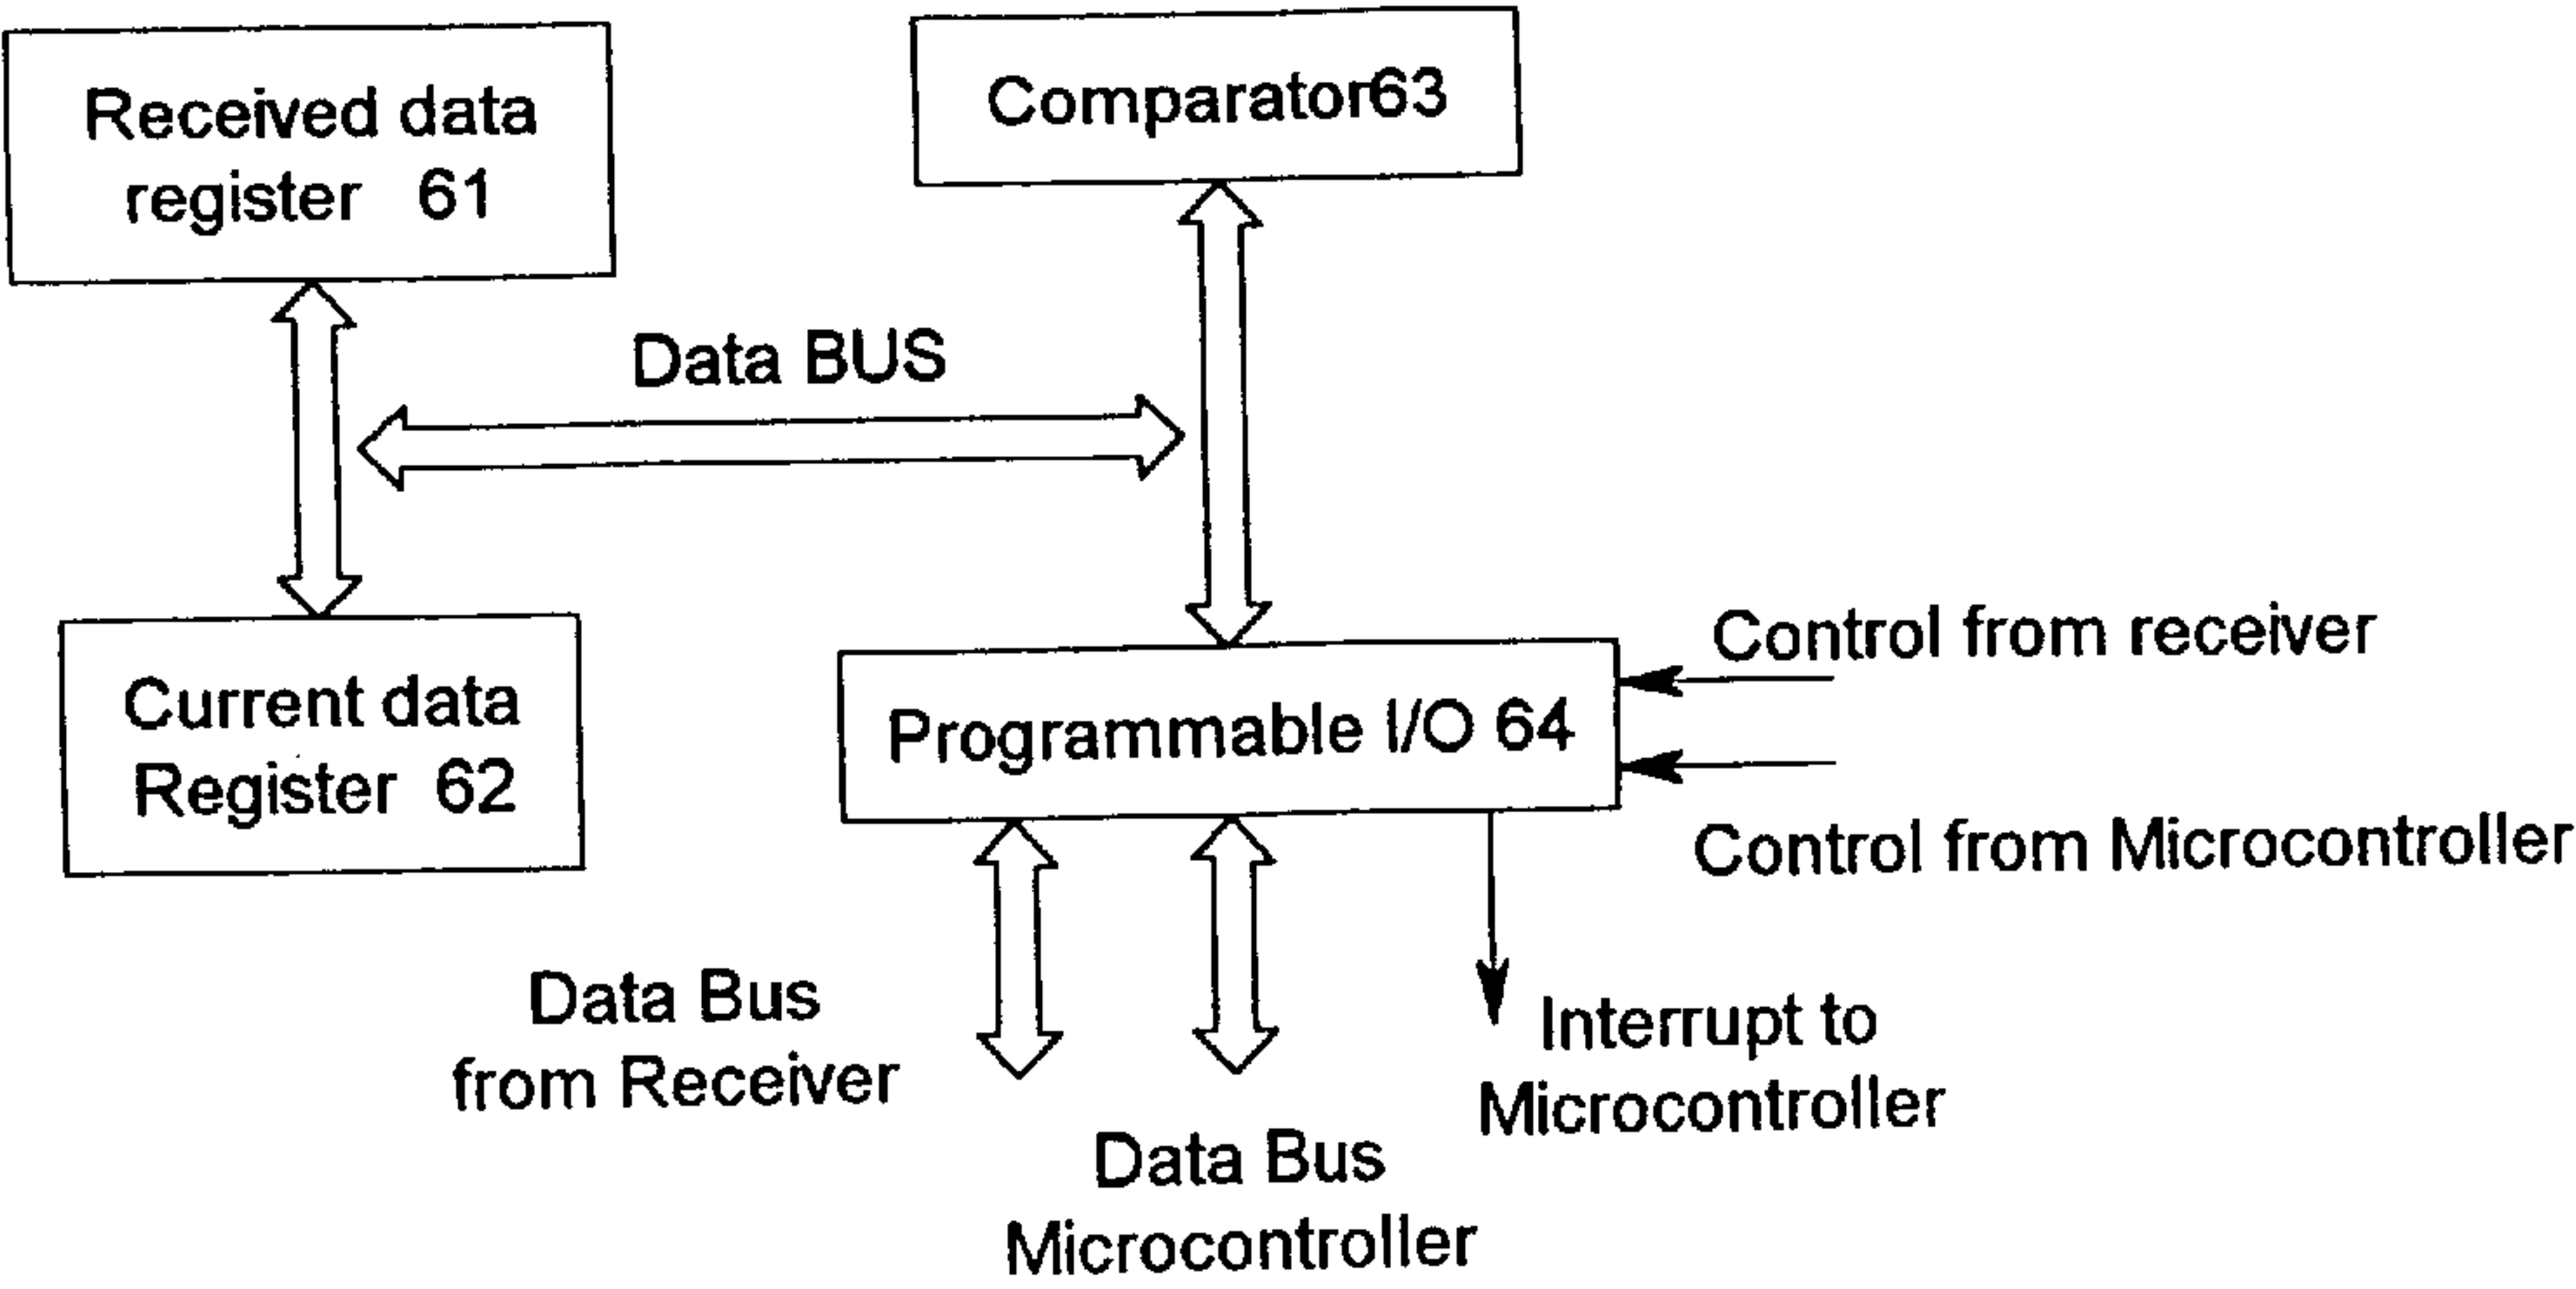 Received data
register 61
Comparator63
Data BUS
Current data
Register 62
Programmable I/O 64
Control from receiver
Control from Microcontroller
Data Bus
from Receiver
Data Bus
Microcontroller
Interrupt to
Microcontroller